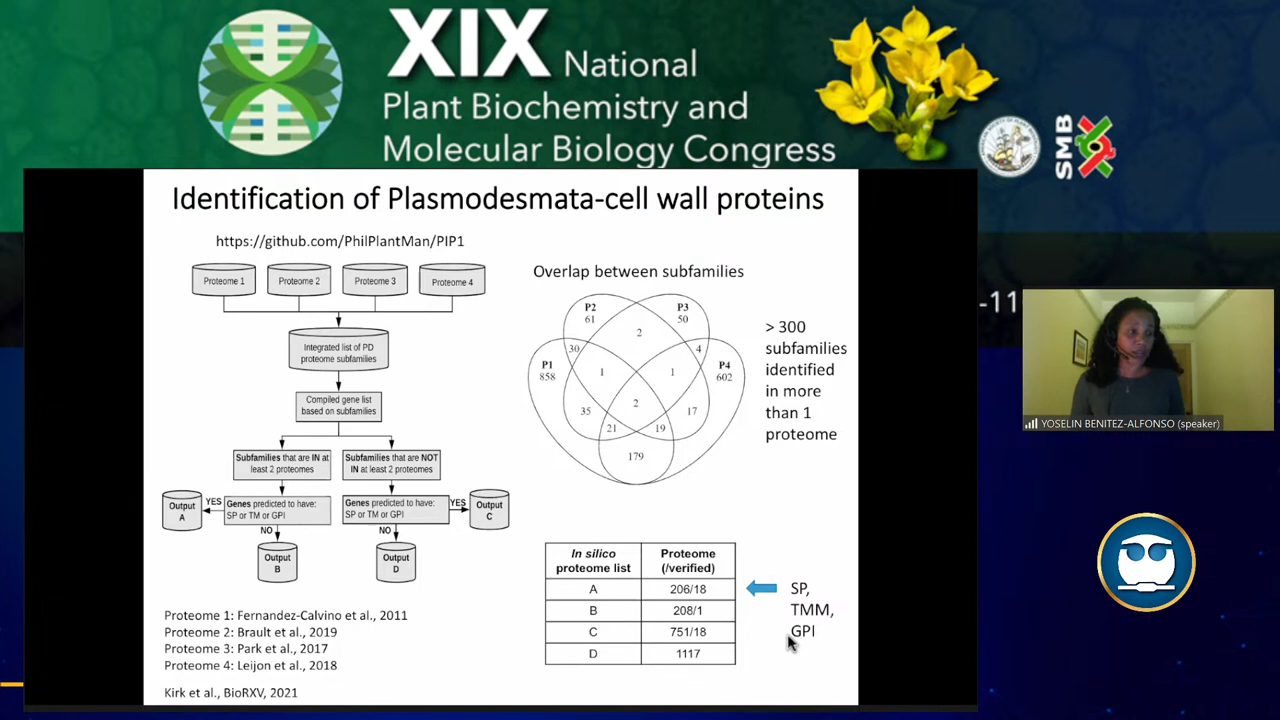 XIX National
Plant Biochemistry and
Molecular Biology Congress
SMB
Identification of Plasmodesmata-cell wall proteins
https://github.com/PhilPlantMan/PIP1
Proteome 1
Proteome 2
Proteome 3
Proteome 4
Integrated list of PD
proteome subfamilies
Compiled gene list
based on subfamilies
Subfamilies that are IN at
least 2 proteomes
Subfamilies that are NOT
IN at least 2 proteomes
Output
A
YES
Genes predicted to have:
SP or TM or GPI
Genes predicted to have:
SP or TM or GPI
YES
Output
C
NO
NO
Output
B
Output
D
Proteome 1: Fernandez-Calvino et al., 2011
Proteome 2: Brault et al., 2019
Proteome 3: Park et al., 2017
Proteome 4: Leijon et al., 2018
Kirk et al., BioRXV, 2021
Overlap between subfamilies
P2
61
P3
50
2
30
4
P1
858
1
1
P4
602
2
35
17
21
19
179
> 300
subfamilies
identified
in more
than 1
proteome
In silico
proteome list
Proteome
(/verified)
A 206/18
B 208/1
C 751/18
D 1117
SP,
TMM,
GPI
-11
YOSELIN BENITEZ-ALFONSO (speaker)